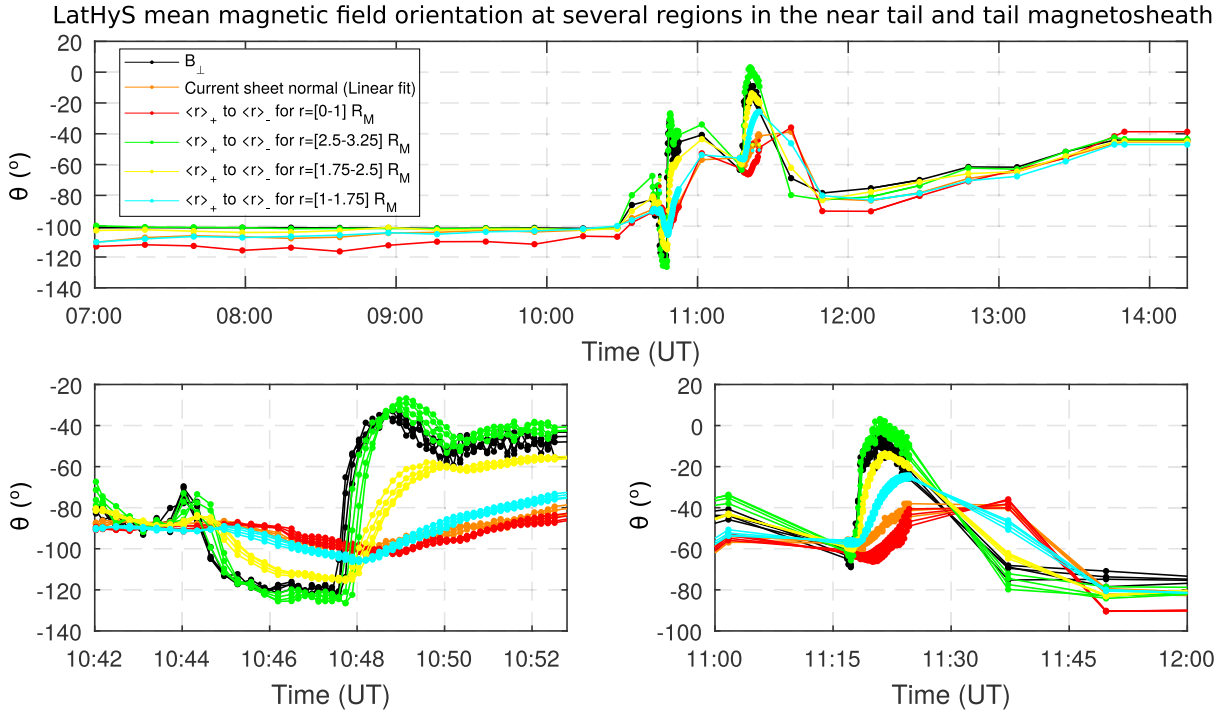 LatHyS mean magnetic field orientation at several regions in the near tail and tail magnetosheath
20
0
-20
-40
-60
-80
-100
-120
-140
θ (°)
B⊥
Current sheet normal (Linear fit)
<r>+ to <r>- for r=[0-1] RM
<r>+ to <r>- for r=[2.5-3.25] RM
<r>+ to <r>- for r=[1.75-2.5] RM
<r>+ to <r>- for r=[1-1.75] RM
07:00 08:00 09:00 10:00 11:00 12:00 13:00 14:00
Time (UT)
-20
-40
-60
-80
-100
-120
-140
θ (°)
10:42 10:44 10:46 10:48 10:50 10:52
Time (UT)
20
0
-20
-40
-60
-80
-100
θ (°)
11:00 11:15 11:30 11:45 12:00
Time (UT)